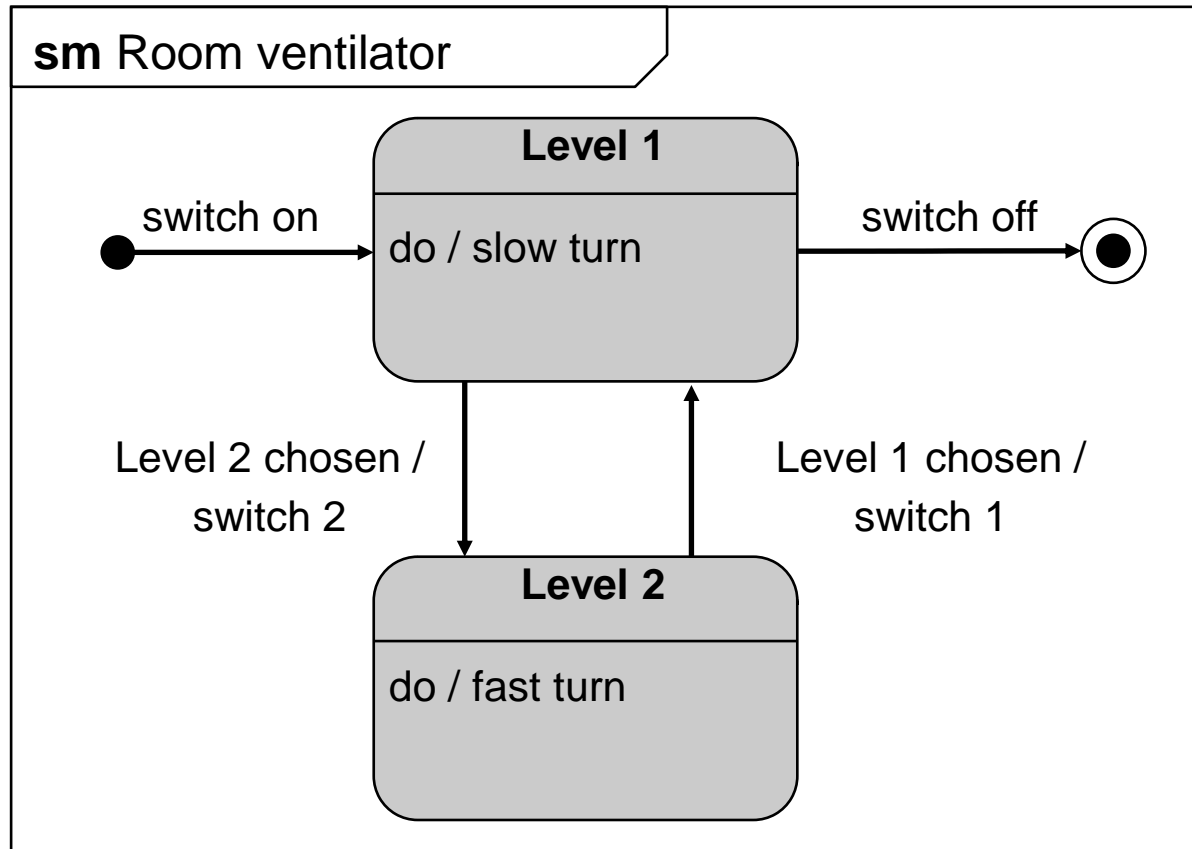 sm Room ventilator
Level 1
switch on
do / slow turn
switch off
Level 2 chosen /
switch 2
Level 1 chosen /
switch 1
Level 2
do / fast turn